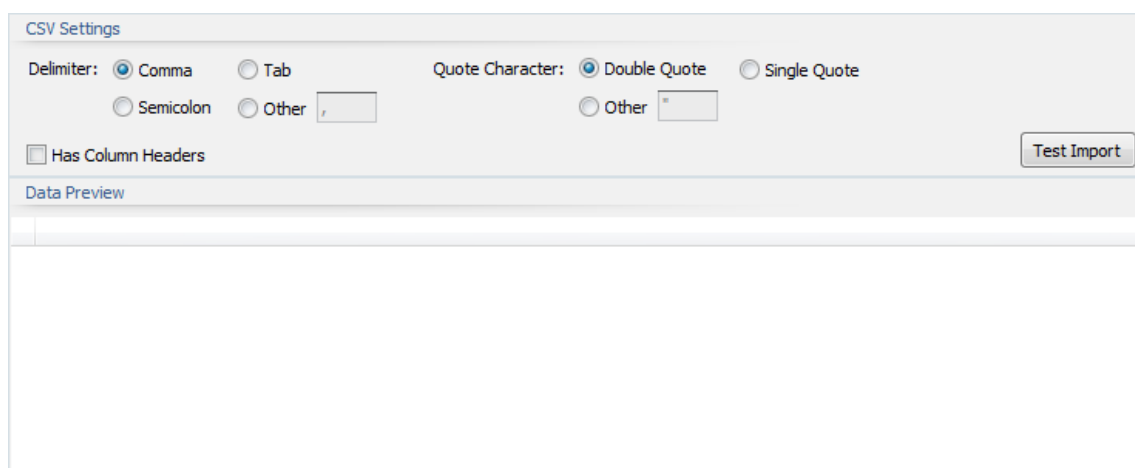 CSV Settings
Delimiter: Comma Tab Quote Character: Double Quote Single Quote
Semicolon Other , Other "
Has Column Headers Test Import
Data Preview